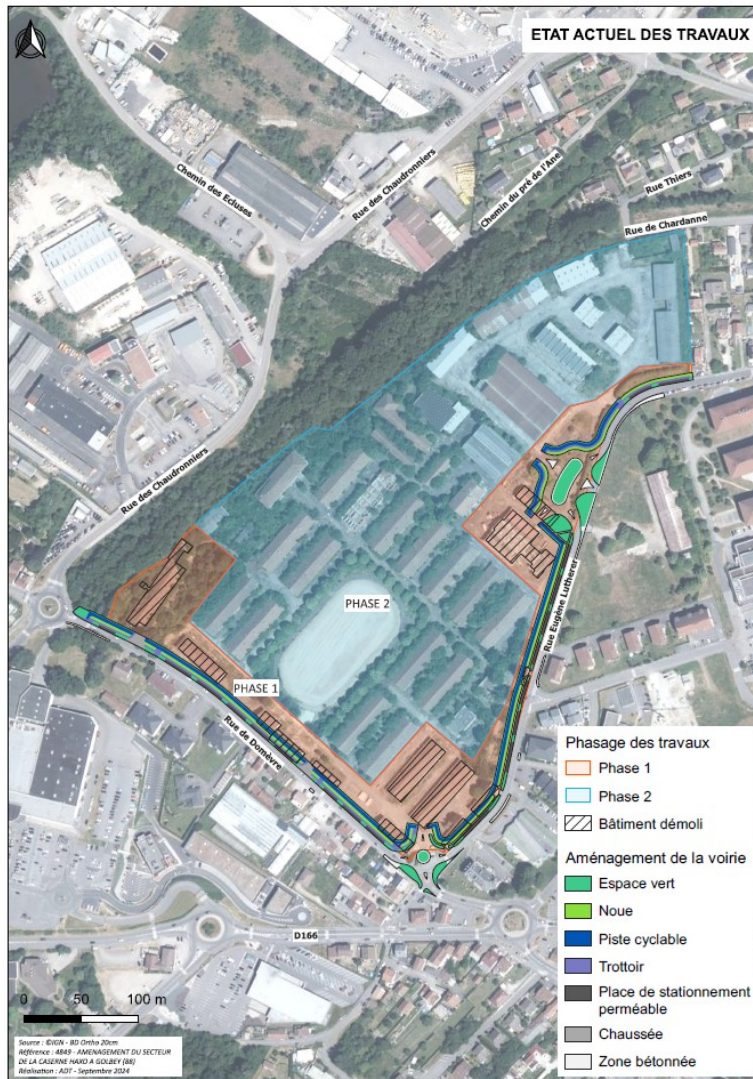 ETAT ACTUEL DES TRAVAUX
Chemin des Ecluses
Rue des Chaudronniers
Chemin du pré de l'Ane
Rue Thiers
Rue de Chardanne
Rue des Chaudronniers
PHASE 2
Rue Eugène Lutherer
PHASE 1
Rue de Domèvre
D166
0 50 100 m
Source : ©IGN - BD Ortho 20cm
Référence : 4849 - AMENAGEMENT DU SECTEUR
DE LA CASERNE HAXO A GOLBEY (88)
Réalisation : ADT - Septembre 2024
Phasage des travaux
Phase 1
Phase 2
Bâtiment démoli
Aménagement de la voirie
Espace vert
Noue
Piste cyclable
Trottoir
Place de stationnement
perméable
Chaussée
Zone bétonnée